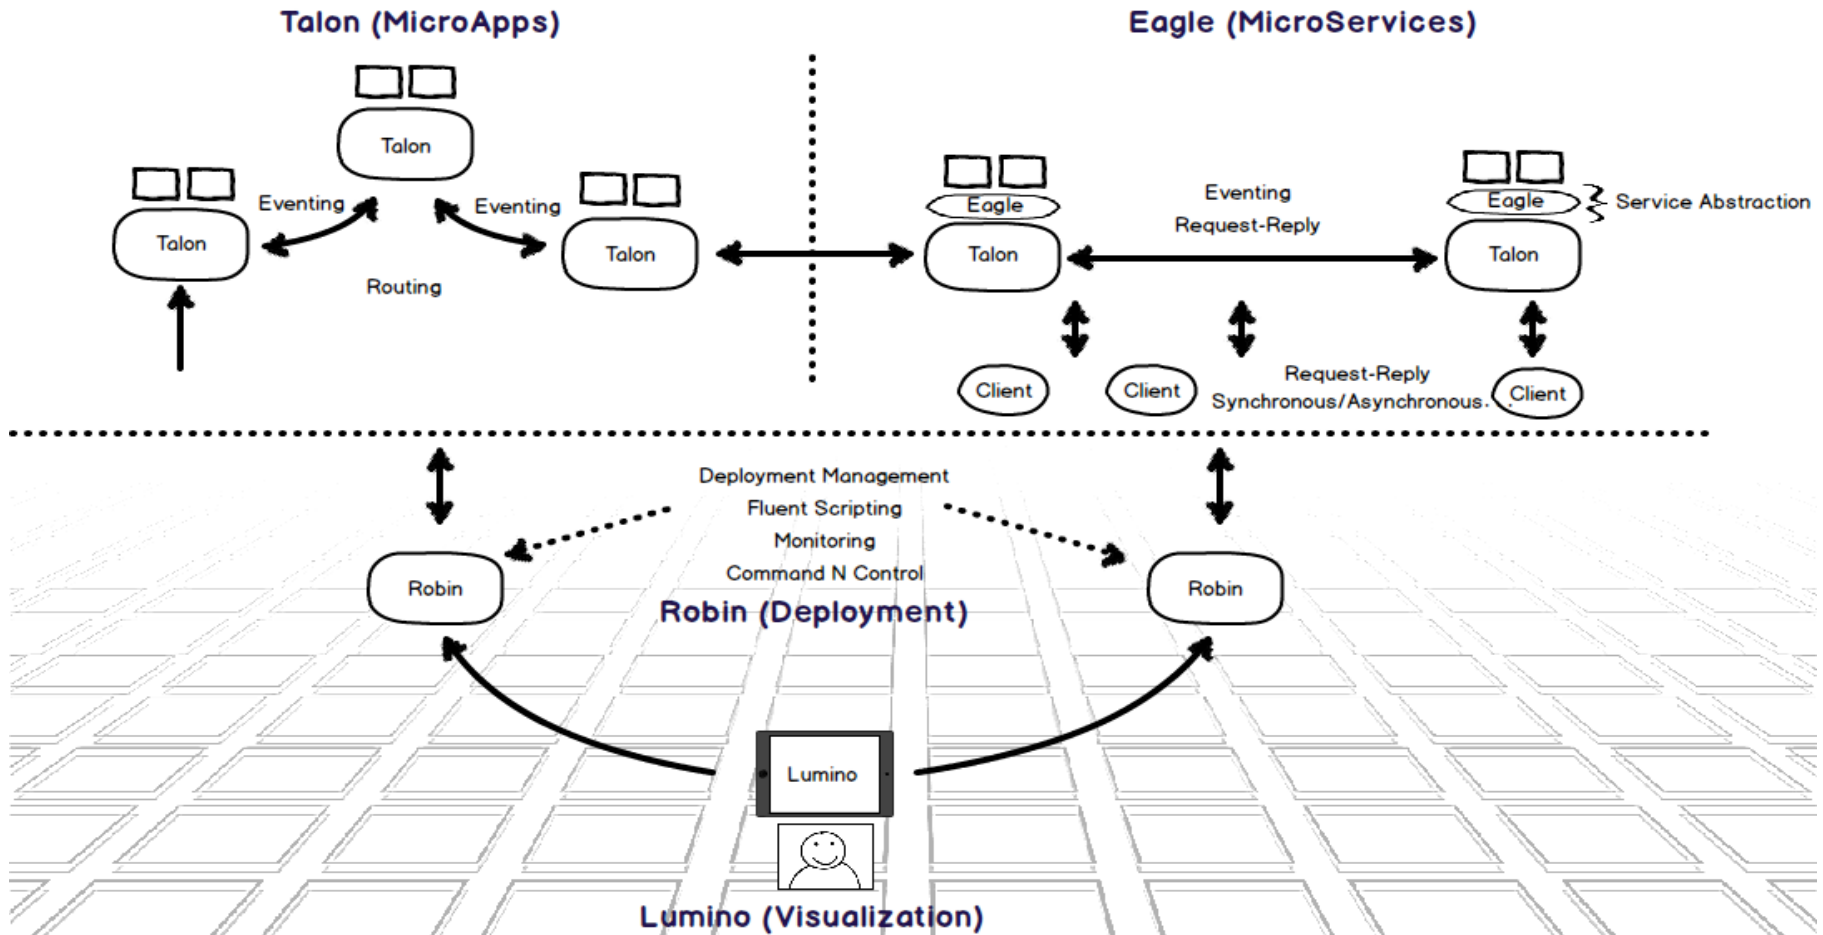 Talon (MicroApps)
Eagle (MicroServices)
Talon
Talon
Eventing
Eventing
Talon
Routing
Eagle
Talon
Eventing
Request-Reply
Eagle
Service Abstraction
Talon
Client
Client
Request-Reply
Synchronous/Asynchronous. .
Client
Deployment Management
Fluent Scripting
Monitoring
Command N Control
Robin
Robin
Robin (Deployment)
Lumino
Lumino (Visualization)